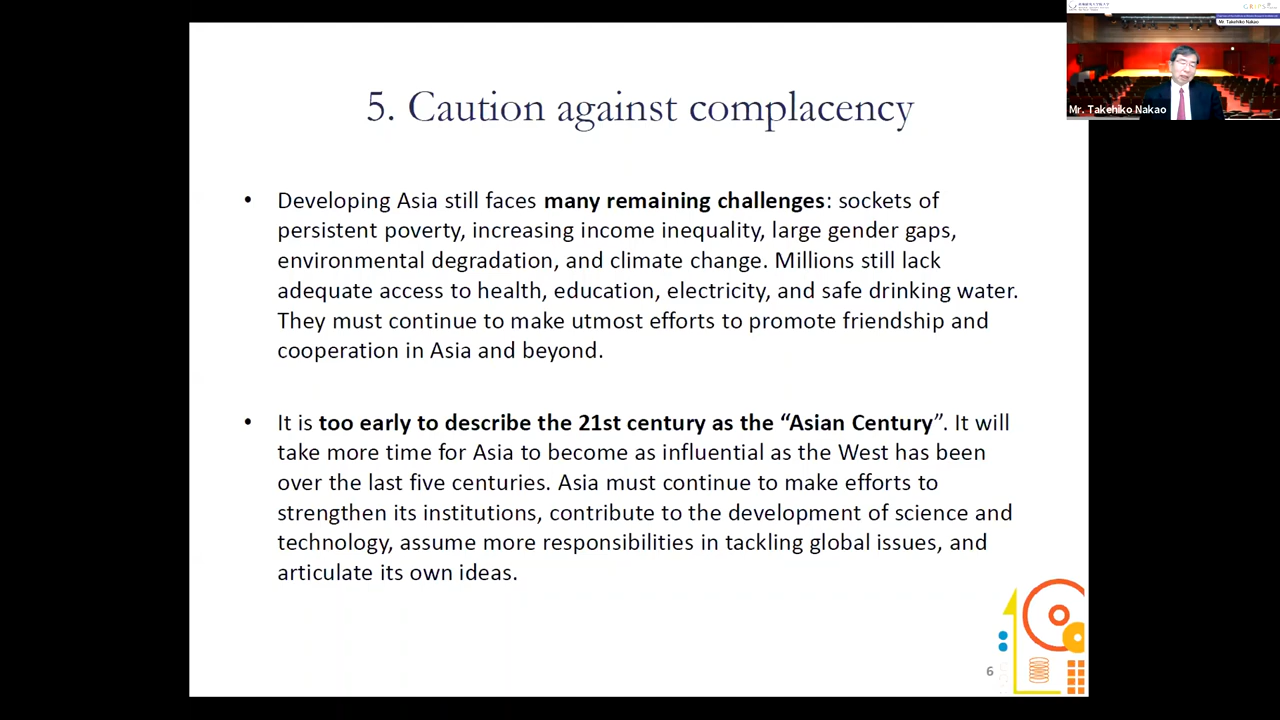 5. Caution against complacency
• Developing Asia still faces many remaining challenges: sockets of
persistent poverty, increasing income inequality, large gender gaps,
environmental degradation, and climate change. Millions still lack
adequate access to health, education, electricity, and safe drinking water.
They must continue to make utmost efforts to promote friendship and
cooperation in Asia and beyond.
• It is too early to describe the 21st century as the “Asian Century”. It will
take more time for Asia to become as influential as the West has been
over the last five centuries. Asia must continue to make efforts to
strengthen its institutions, contribute to the development of science and
technology, assume more responsibilities in tackling global issues, and
articulate its own ideas.
6
GRIPS
Mr. Takehiko Nakao
Mr. Takehiko Nakao